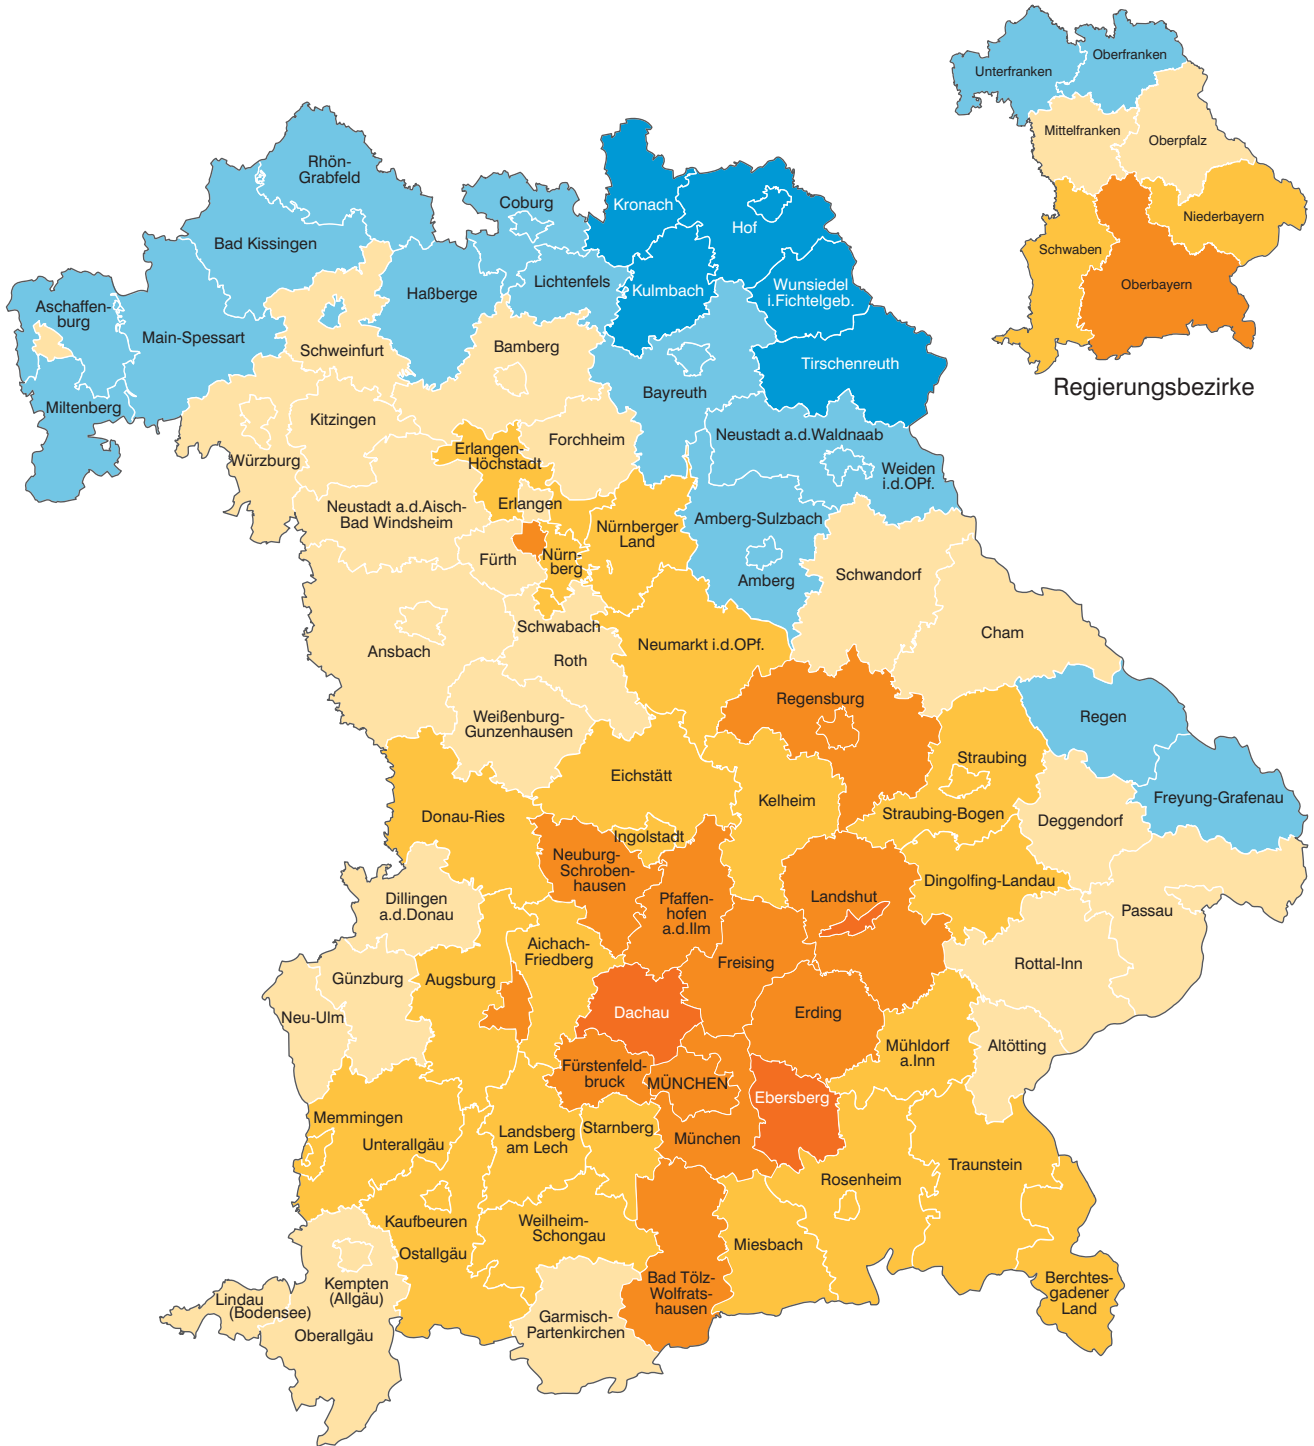 Oberfranken
Unterfranken
Mittelfranken
Oberpfalz
Niederbayern
Schwaben
Oberbayern
Regierungsbezirke
Rhön-
Grabfeld
Coburg
Kronach
Hof
Bad Kissingen
Lichtenfels
Kulmbach
Wunsiedel
i.Fichtelgeb.
Haßberge
Aschaffen-
burg
Main-Spessart
Schweinfurt
Bamberg
Tirschenreuth
Bayreuth
Miltenberg
Kitzingen
Forchheim
Neustadt a.d.Waldnaab
Erlangen-
Höchstadt
Würzburg
Weiden
i.d.OPf.
Neustadt a.d.Aisch-
Bad Windsheim
Erlangen
Nürnberger
Land
Amberg-Sulzbach
Fürth
Nürn-
berg
Amberg
Schwandorf
Schwabach
Cham
Ansbach
Roth
Neumarkt i.d.OPf.
Regensburg
Weißenburg-
Gunzenhausen
Regen
Straubing
Eichstätt
Kelheim
Freyung-Grafenau
Donau-Ries
Straubing-Bogen
Deggendorf
Ingolstadt
Neuburg-
Schroben-
hausen
Dingolfing-Landau
Dillingen
a.d.Donau
Pfaffen-
hofen
a.d.Ilm
Landshut
Passau
Aichach-
Friedberg
Freising
Rottal-Inn
Günzburg
Augsburg
Neu-Ulm
Dachau
Erding
Mühldorf
a.Inn
Altötting
Fürstenfeld-
bruck
MÜNCHEN
Ebersberg
Memmingen
Unterallgäu
Landsberg
am Lech
Starnberg
München
Traunstein
Rosenheim
Kaufbeuren
Weilheim-
Schongau
Miesbach
Ostallgäu
Kempten
(Allgäu)
Bad Tölz-
Wolfrats-
hausen
Berchtes-
gadener
Land
Lindau
(Bodensee)
Oberallgäu
Garmisch-
Partenkirchen